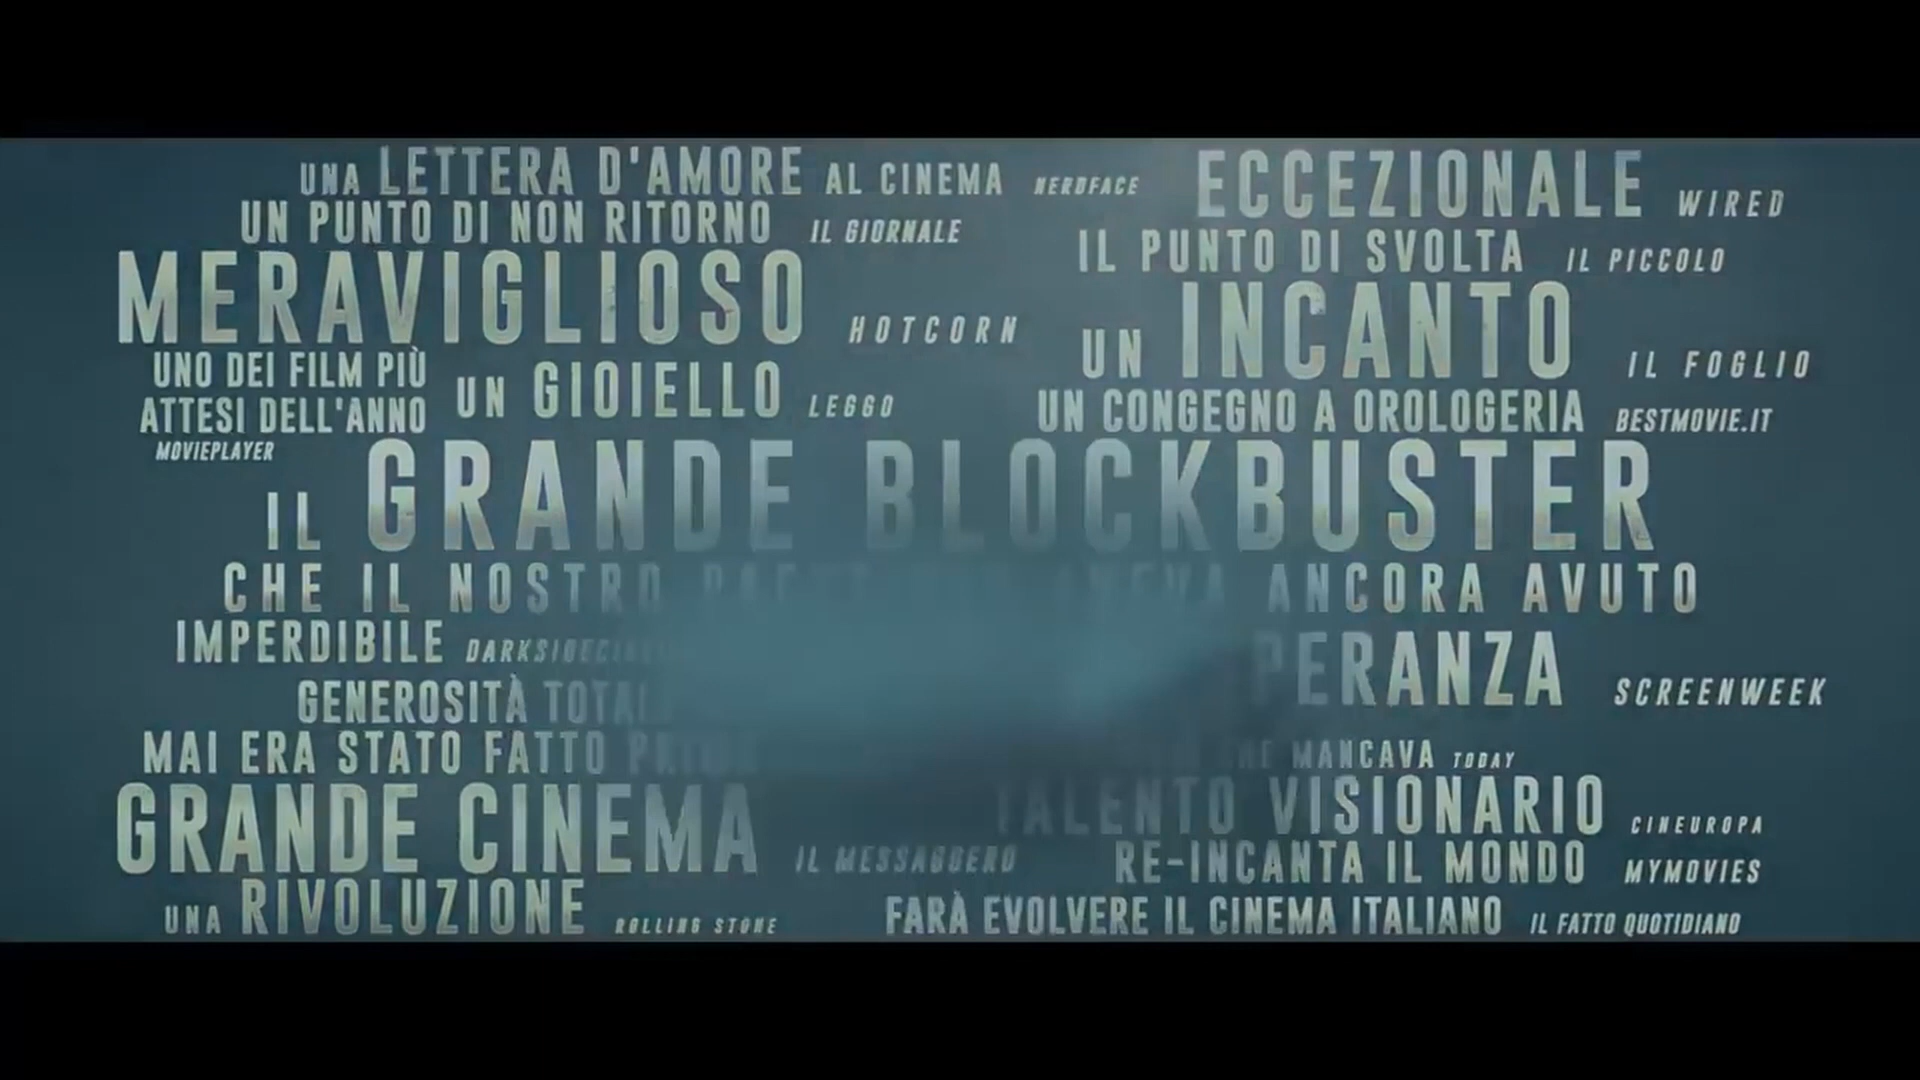 UNA LETTERA D'AMORE AL CINEMA NERDFACE
ECCEZIONALE WIRED
UN PUNTO DI NON RITORNO IL GIORNALE
IL PUNTO DI SVOLTA IL PICCOLO
MERAVIGLIOSO HOTCORN
UN INCANTO IL FOGLIO
UNO DEI FILM PIÙ
ATTESI DELL'ANNO
MOVIEPLAYER
UN GIOIELLO LEGGO
UN CONGEGNO A OROLOGERIA BESTMOVIE.IT
IL GRANDE BLOCKBUSTER
CHE IL NOSTRO AVEVA ANCORA AVUTO
IMPERDIBILE
SCREENWEEK
GENEROSITÀ
MAI ERA STATO FATTO
MANCAVA TODAY
GRANDE CINEMA IL MESSAGGERO
TALENTO VISIONARIO CINEUROPA
RE-INCANTA IL MONDO MYMOVIES
UNA RIVOLUZIONE ROLLING STONE
FARÀ EVOLVERE IL CINEMA ITALIANO IL FATTO QUOTIDIANO